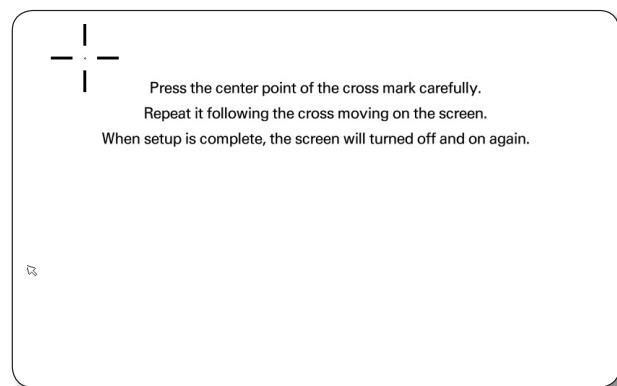 Press the center point of the cross mark carefully.
Repeat it following the cross moving on the screen.
When setup is complete, the screen will turned off and on again.